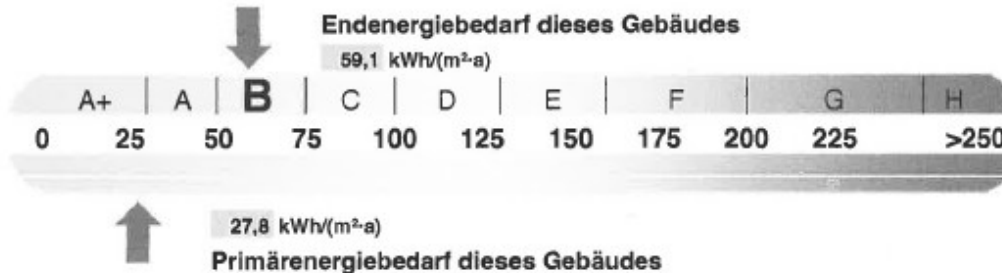 Endenergiebedarf dieses Gebäudes
59,1 kWh/(m²·a)
A+ A B C D E F G H
0 25 50 75 100 125 150 175 200 225 >250
27,8 kWh/(m²·a)
Primärenergiebedarf dieses Gebäudes